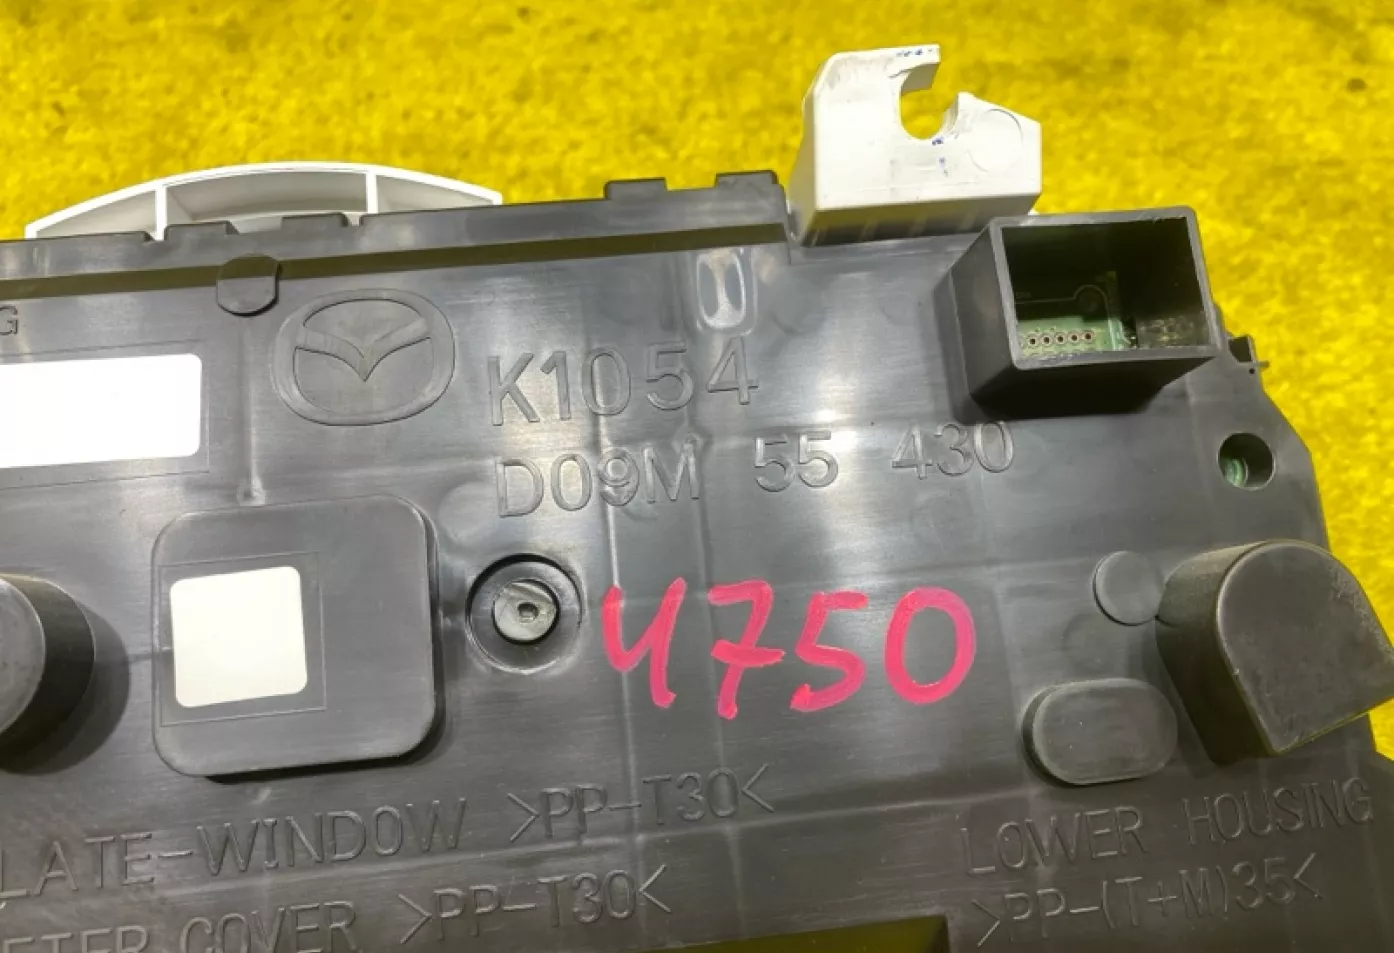 G
K1054
D09M 55 430
4750
LATE-WINDOW >PP-T30<
ETER COVER >PP-T30<
LOWER HOUSING
>PP-(T+M)35<